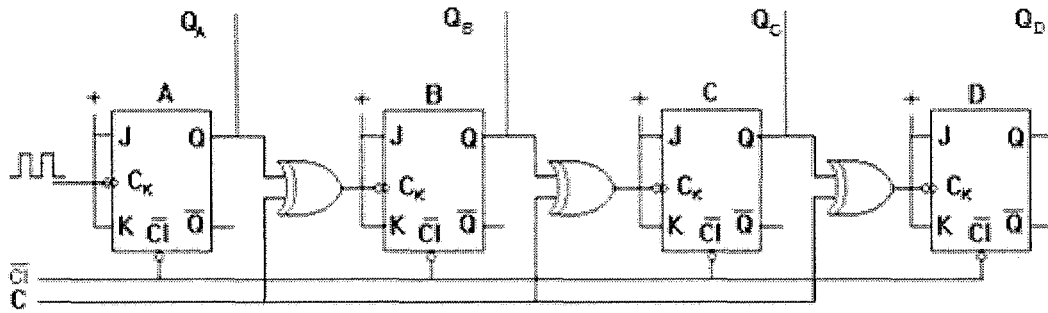 Q_A Q_B Q_C Q_D
+ A + B + C + D
J Q J Q J Q J Q
C_K C_K C_K C_K
K C̅l̅ Q̅ K C̅l̅ Q̅ K C̅l̅ Q̅ K C̅l̅ Q̅
C̅l̅
C